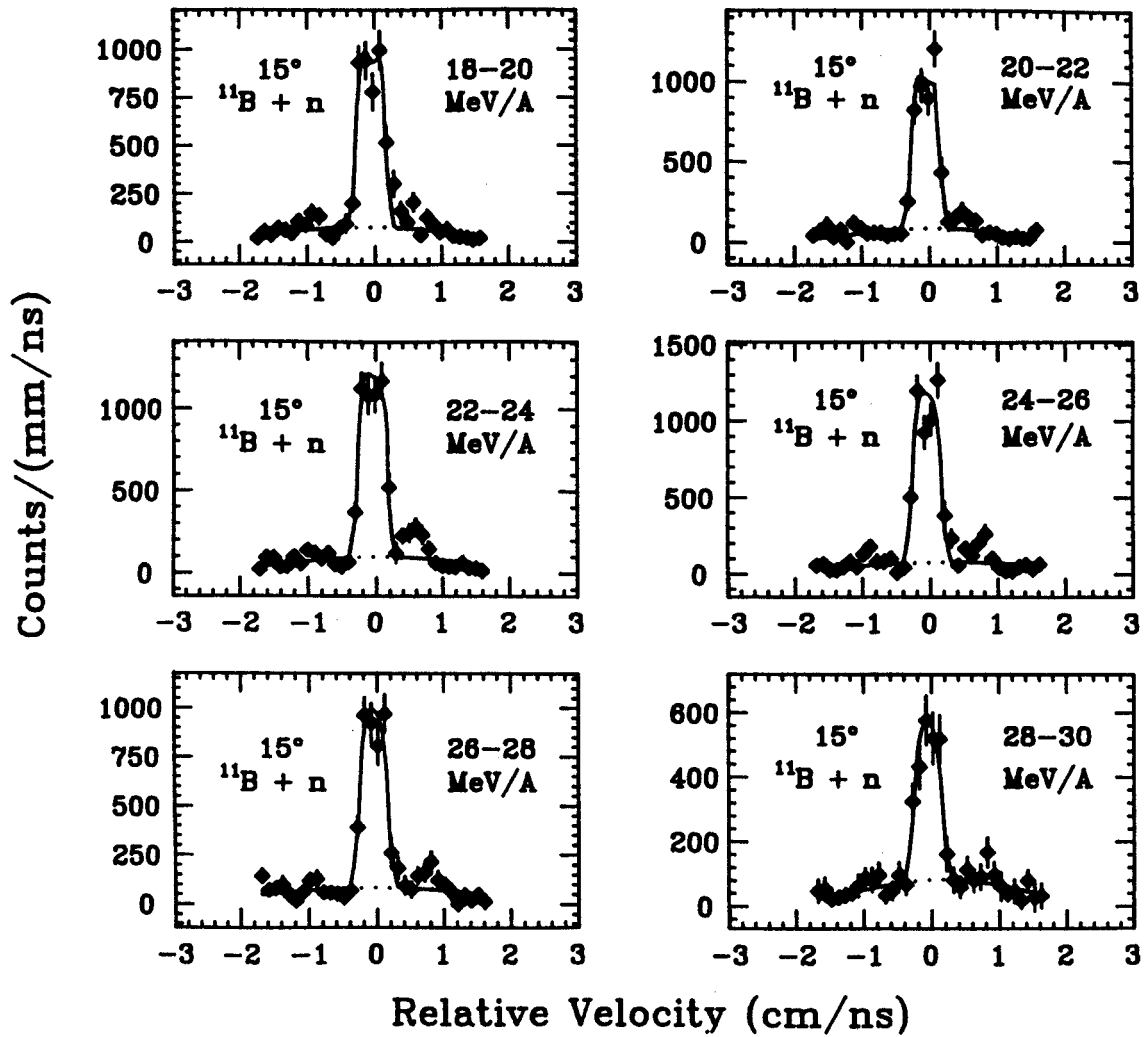 Counts/(mm/ns)
1000
750
500
250
0
15°
¹¹B + n
18−20
MeV/A
−3 −2 −1 0 1 2 3
1000
500
0
15°
¹¹B + n
20−22
MeV/A
−3 −2 −1 0 1 2 3
1000
500
0
15°
¹¹B + n
22−24
MeV/A
−3 −2 −1 0 1 2 3
1500
1000
500
0
15°
¹¹B + n
24−26
MeV/A
−3 −2 −1 0 1 2 3
1000
750
500
250
0
15°
¹¹B + n
26−28
MeV/A
−3 −2 −1 0 1 2 3
600
400
200
0
15°
¹¹B + n
28−30
MeV/A
−3 −2 −1 0 1 2 3
Relative Velocity (cm/ns)